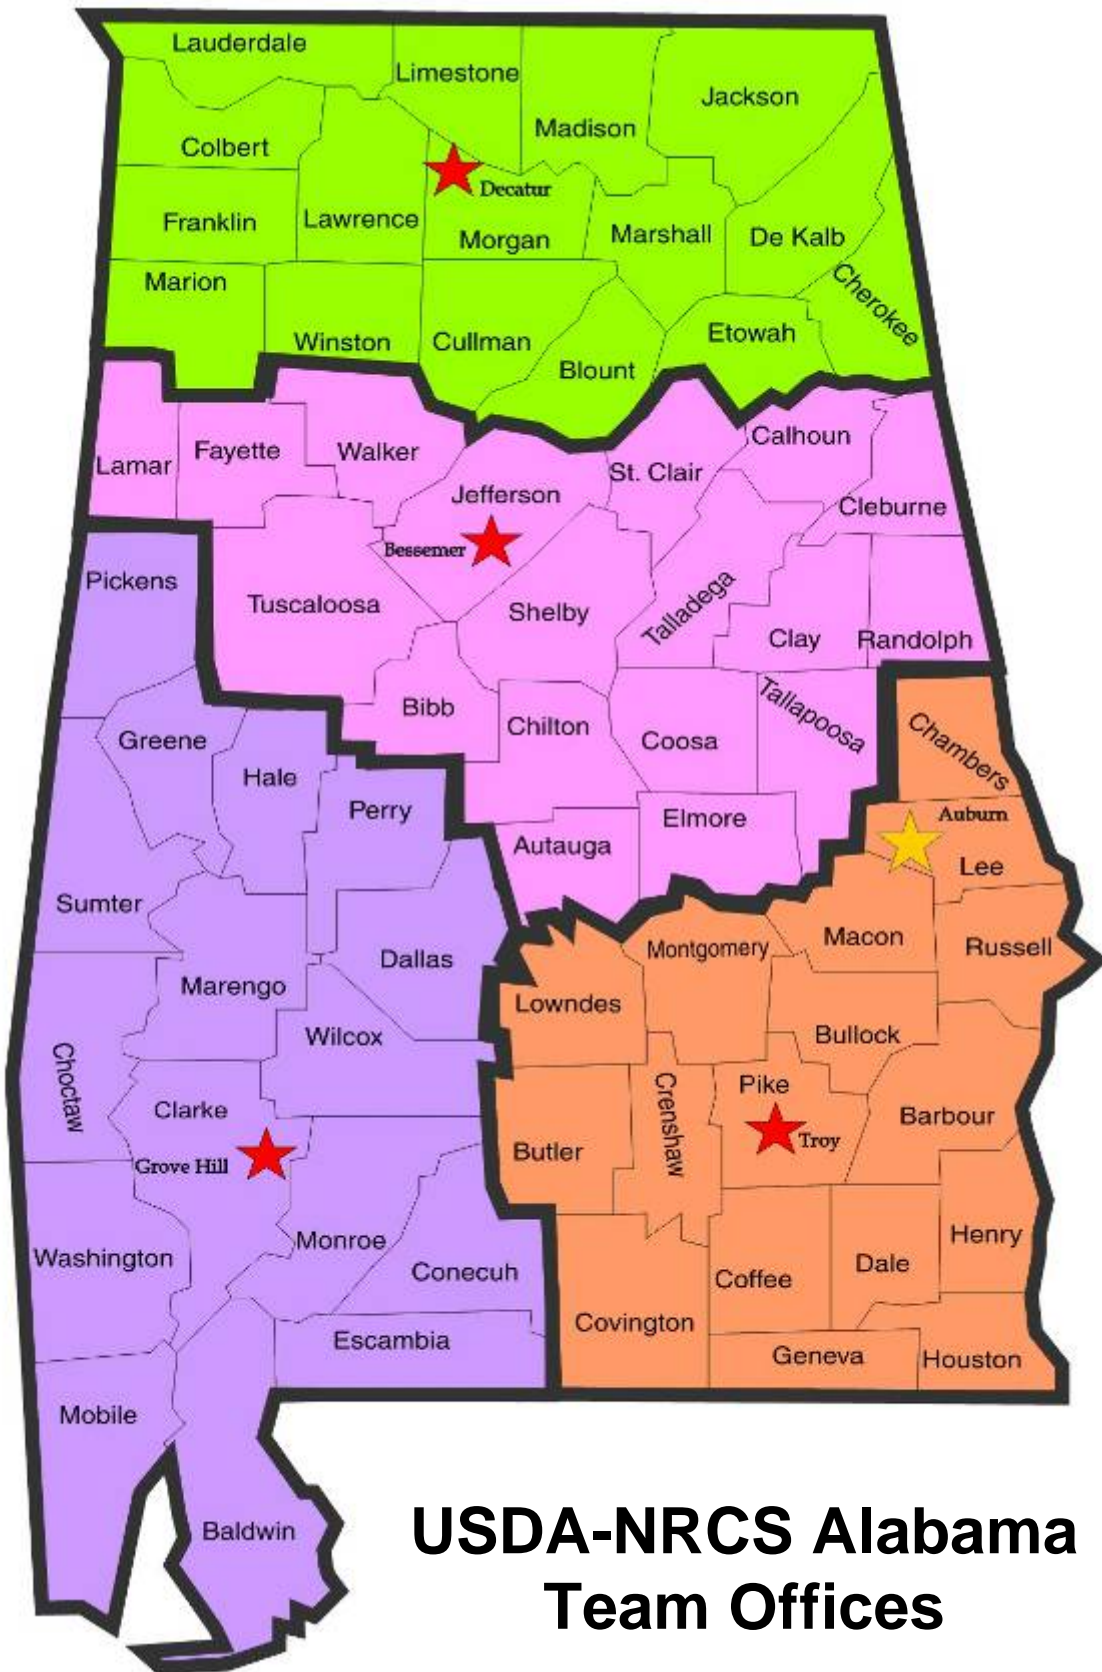 Lauderdale
Limestone
Jackson
Madison
Colbert
Decatur
Franklin
Lawrence
Morgan
Marshall
De Kalb
Marion
Cherokee
Winston
Cullman
Etowah
Blount
Lamar
Fayette
Walker
Calhoun
St. Clair
Jefferson
Cleburne
Bessemer
Pickens
Tuscaloosa
Shelby
Talladega
Clay
Randolph
Bibb
Chilton
Coosa
Tallapoosa
Chambers
Greene
Hale
Perry
Elmore
Auburn
Autauga
Lee
Sumter
Dallas
Montgomery
Macon
Russell
Marengo
Lowndes
Wilcox
Bullock
Choctaw
Clarke
Crenshaw
Pike
Barbour
Grove Hill
Butler
Troy
Washington
Monroe
Conecuh
Henry
Coffee
Dale
Escambia
Covington
Geneva
Houston
Mobile
Baldwin
USDA-NRCS Alabama
Team Offices